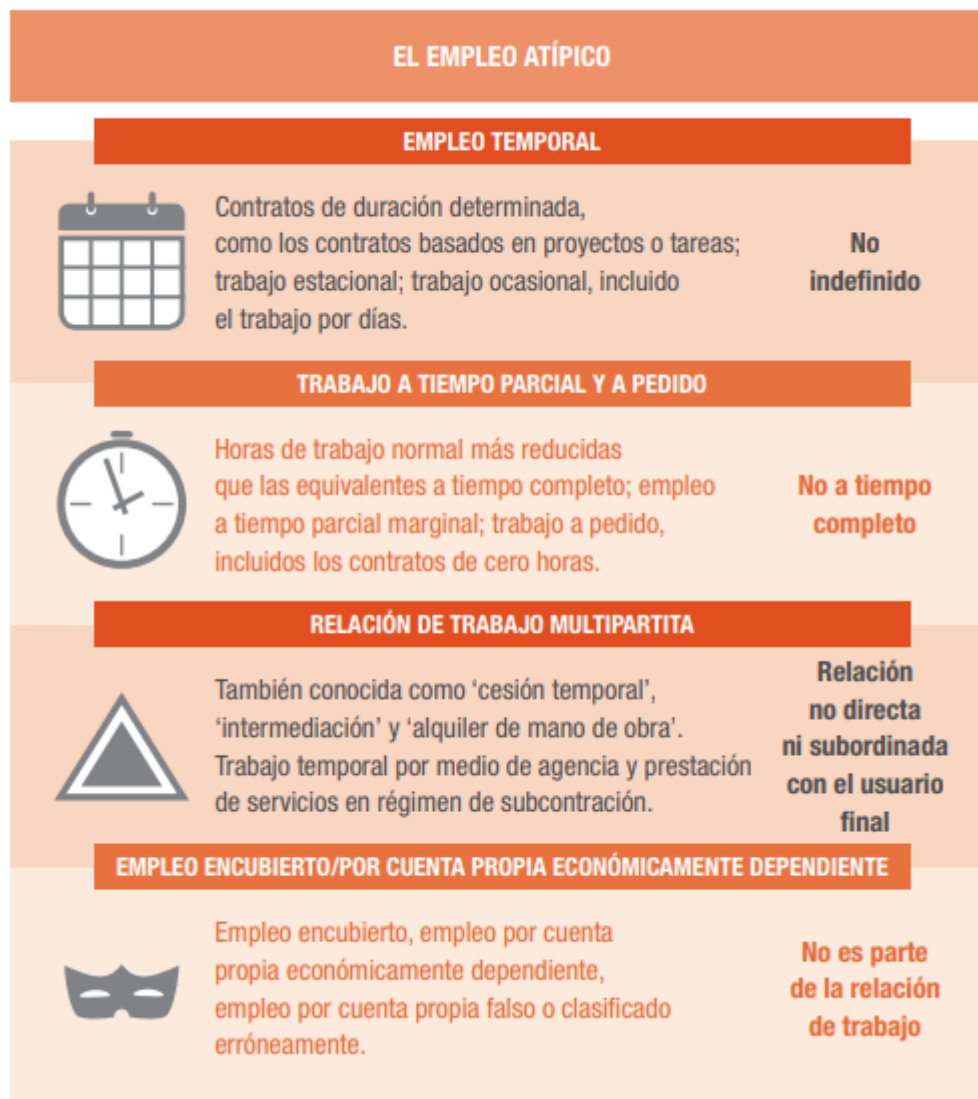 EL EMPLEO ATÍPICO
EMPLEO TEMPORAL
Contratos de duración determinada,
como los contratos basados en proyectos o tareas;
trabajo estacional; trabajo ocasional, incluido
el trabajo por días.
No
indefinido
TRABAJO A TIEMPO PARCIAL Y A PEDIDO
Horas de trabajo normal más reducidas
que las equivalentes a tiempo completo; empleo
a tiempo parcial marginal; trabajo a pedido,
incluidos los contratos de cero horas.
No a tiempo
completo
RELACIÓN DE TRABAJO MULTIPARTITA
También conocida como ‘cesión temporal’,
‘intermediación’ y ‘alquiler de mano de obra’.
Trabajo temporal por medio de agencia y prestación
de servicios en régimen de subcontración.
Relación
no directa
ni subordinada
con el usuario
final
EMPLEO ENCUBIERTO/POR CUENTA PROPIA ECONÓMICAMENTE DEPENDIENTE
Empleo encubierto, empleo por cuenta
propia económicamente dependiente,
empleo por cuenta propia falso o clasificado
erróneamente.
No es parte
de la relación
de trabajo